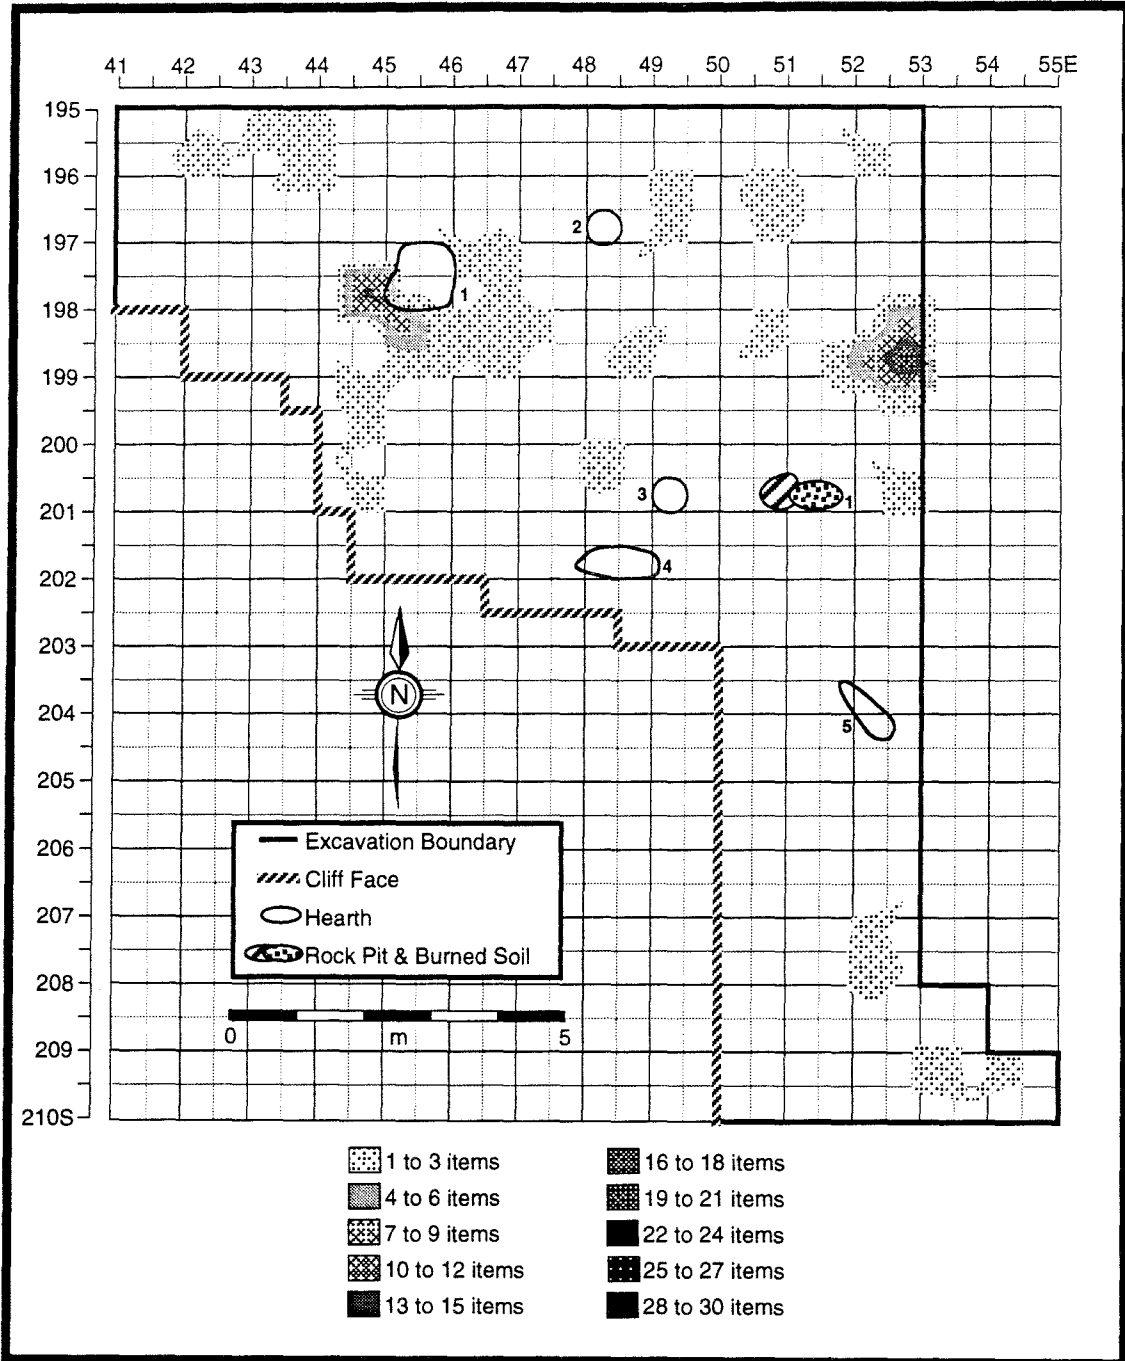 41 42 43 44 45 46 47 48 49 50 51 52 53 54 55E
195
196
2
197
1
198
199
200
3
1
201
4
202
203
N
204
5
205
206
Excavation Boundary
Cliff Face
207
Hearth
Rock Pit & Burned Soil
208
0 m 5
209
210S
1 to 3 items
16 to 18 items
4 to 6 items
19 to 21 items
7 to 9 items
22 to 24 items
10 to 12 items
25 to 27 items
13 to 15 items
28 to 30 items